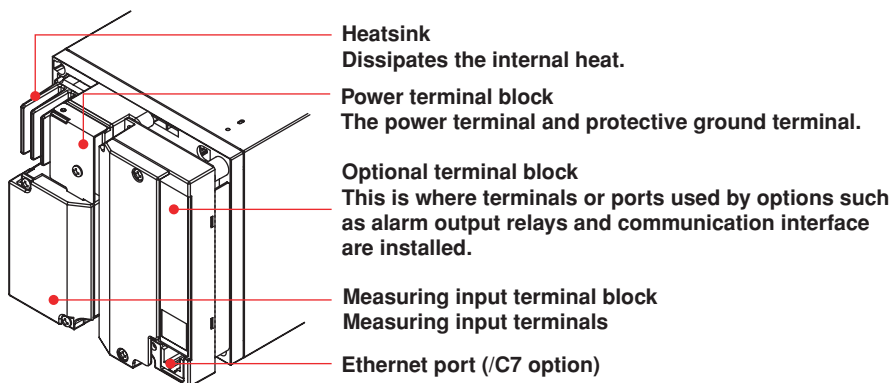 Heatsink
Dissipates the internal heat.
Power terminal block
The power terminal and protective ground terminal.
Optional terminal block
This is where terminals or ports used by options such
as alarm output relays and communication interface
are installed.
Measuring input terminal block
Measuring input terminals
Ethernet port (/C7 option)